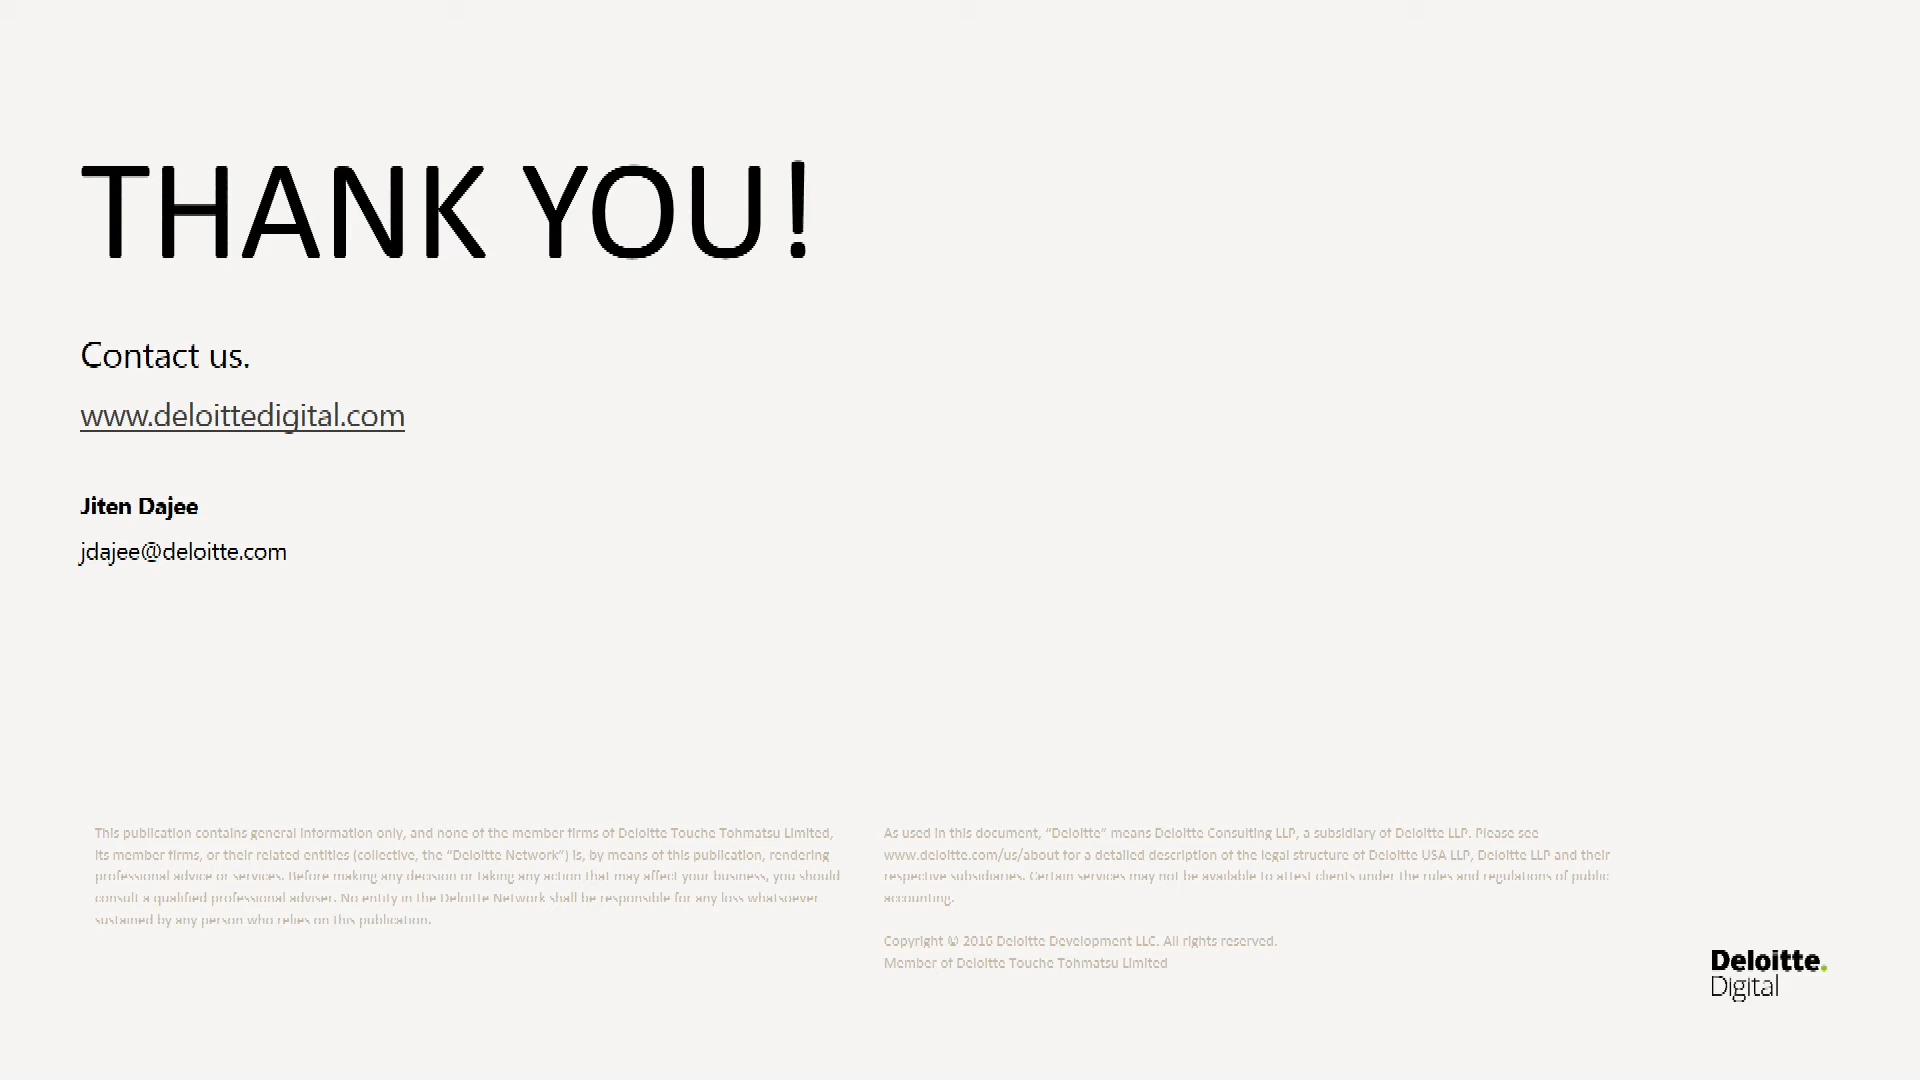 THANK YOU!
Contact us.
www.deloittedigital.com
Jiten Dajee
jdajee@deloitte.com
This publication contains general information only, and none of the member firms of Deloitte Touche Tohmatsu Limited,
its member firms, or their related entities (collective, the “Deloitte Network”) is, by means of this publication, rendering
professional advice or services. Before making any decision or taking any action that may affect your business, you should
consult a qualified professional adviser. No entity in the Deloitte Network shall be responsible for any loss whatsoever
sustained by any person who relies on this publication.
As used in this document, “Deloitte” means Deloitte Consulting LLP, a subsidiary of Deloitte LLP. Please see
www.deloitte.com/us/about for a detailed description of the legal structure of Deloitte USA LLP, Deloitte LLP and their
respective subsidiaries. Certain services may not be available to attest clients under the rules and regulations of public
accounting.
Copyright © 2016 Deloitte Development LLC. All rights reserved.
Member of Deloitte Touche Tohmatsu Limited
Deloitte.
Digital